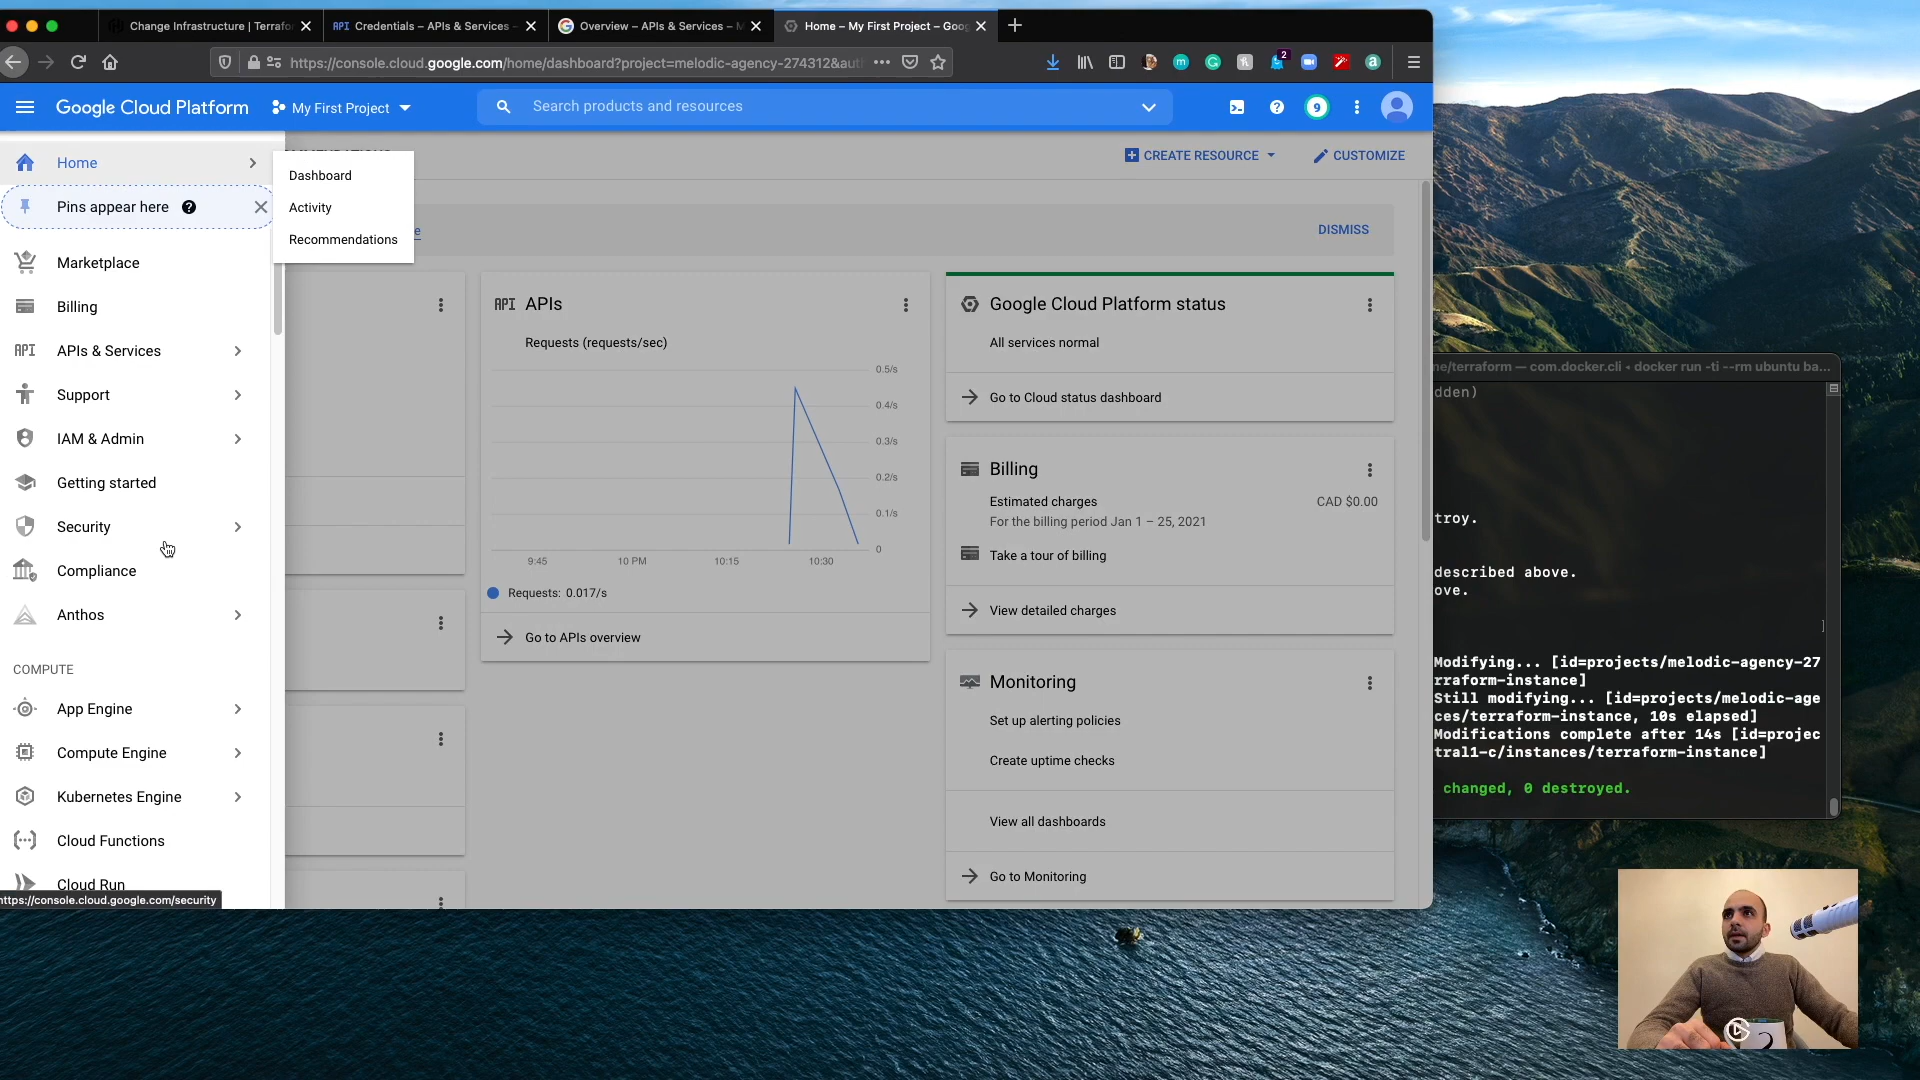 Change Infrastructure | Terrafo
API Credentials – APIs & Services –
Overview – APIs & Services – M
Home – My First Project – Goog
https://console.cloud.google.com/home/dashboard?project=melodic-agency-274312&aut
2
Google Cloud Platform
My First Project
Search products and resources
9
Home
Dashboard
Activity
Recommendations
CREATE RESOURCE
CUSTOMIZE
Pins appear here
DISMISS
Marketplace
Billing
API APIs & Services
Support
IAM & Admin
Getting started
Security
Compliance
Anthos
COMPUTE
App Engine
Compute Engine
Kubernetes Engine
Cloud Functions
Cloud Run
https://console.cloud.google.com/security
API APIs
Requests (requests/sec)
0.5/s
0.4/s
0.3/s
0.2/s
0.1/s
0
9:45 10 PM 10:15 10:30
Requests: 0.017/s
Go to APIs overview
Google Cloud Platform status
All services normal
Go to Cloud status dashboard
Billing
Estimated charges CAD $0.00
For the billing period Jan 1 – 25, 2021
Take a tour of billing
View detailed charges
Monitoring
Set up alerting policies
Create uptime checks
View all dashboards
Go to Monitoring
me/terraform — com.docker.cli ◂ docker run -ti --rm ubuntu ba...
dden)
troy.
described above.
ove.
Modifying... [id=projects/melodic-agency-27
rraform-instance]
Still modifying... [id=projects/melodic-age
ces/terraform-instance, 10s elapsed]
Modifications complete after 14s [id=projec
tral1-c/instances/terraform-instance]
changed, 0 destroyed.